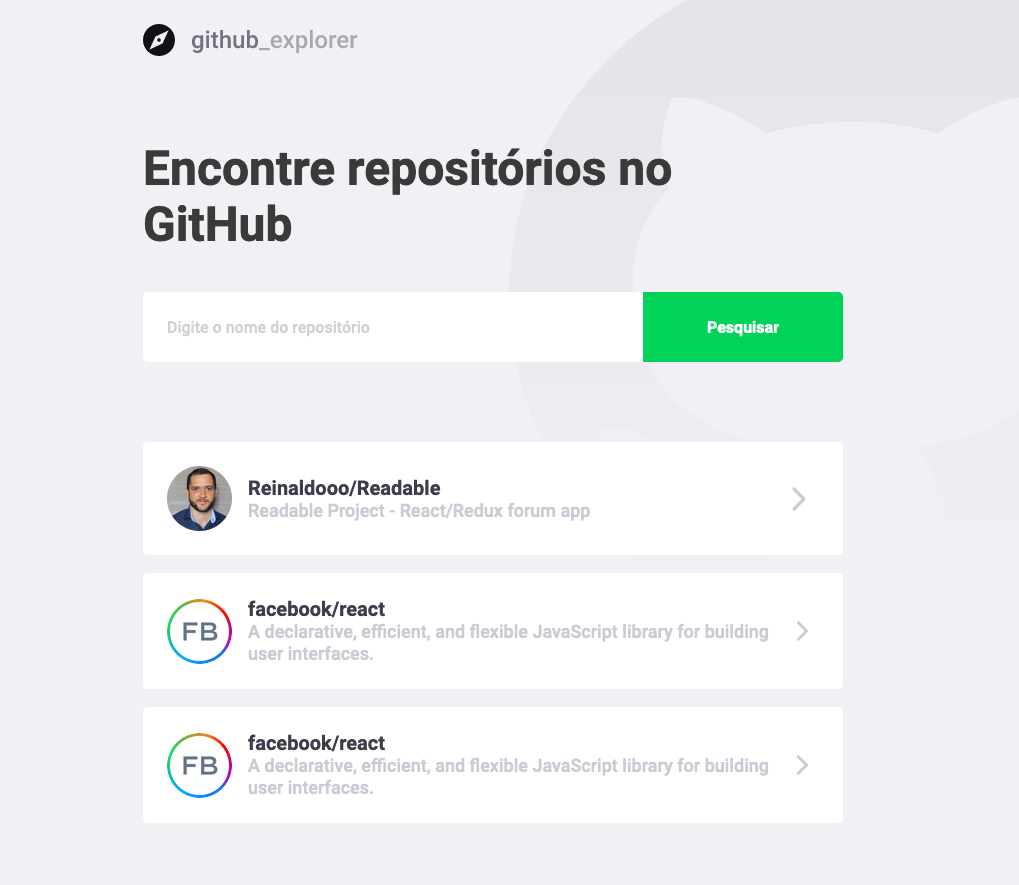 github_explorer
Encontre repositórios no
GitHub
Digite o nome do repositório
Pesquisar
Reinaldooo/Readable
Readable Project - React/Redux forum app
FB
facebook/react
A declarative, efficient, and flexible JavaScript library for building
user interfaces.
FB
facebook/react
A declarative, efficient, and flexible JavaScript library for building
user interfaces.